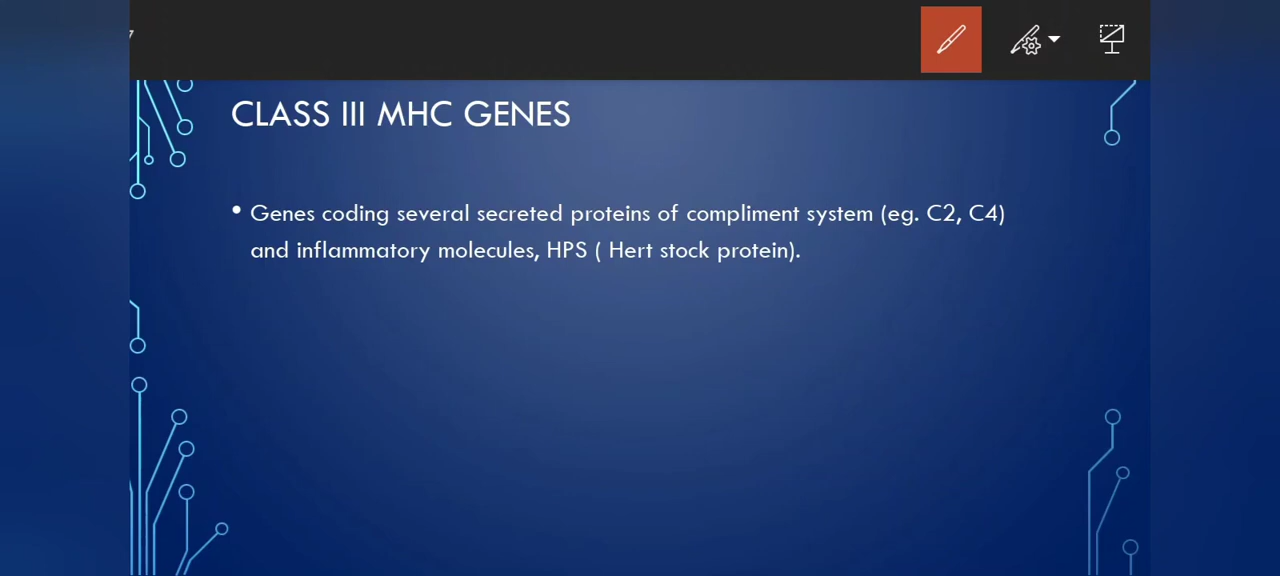 CLASS III MHC GENES
• Genes coding several secreted proteins of compliment system (eg. C2, C4)
and inflammatory molecules, HPS ( Hert stock protein).